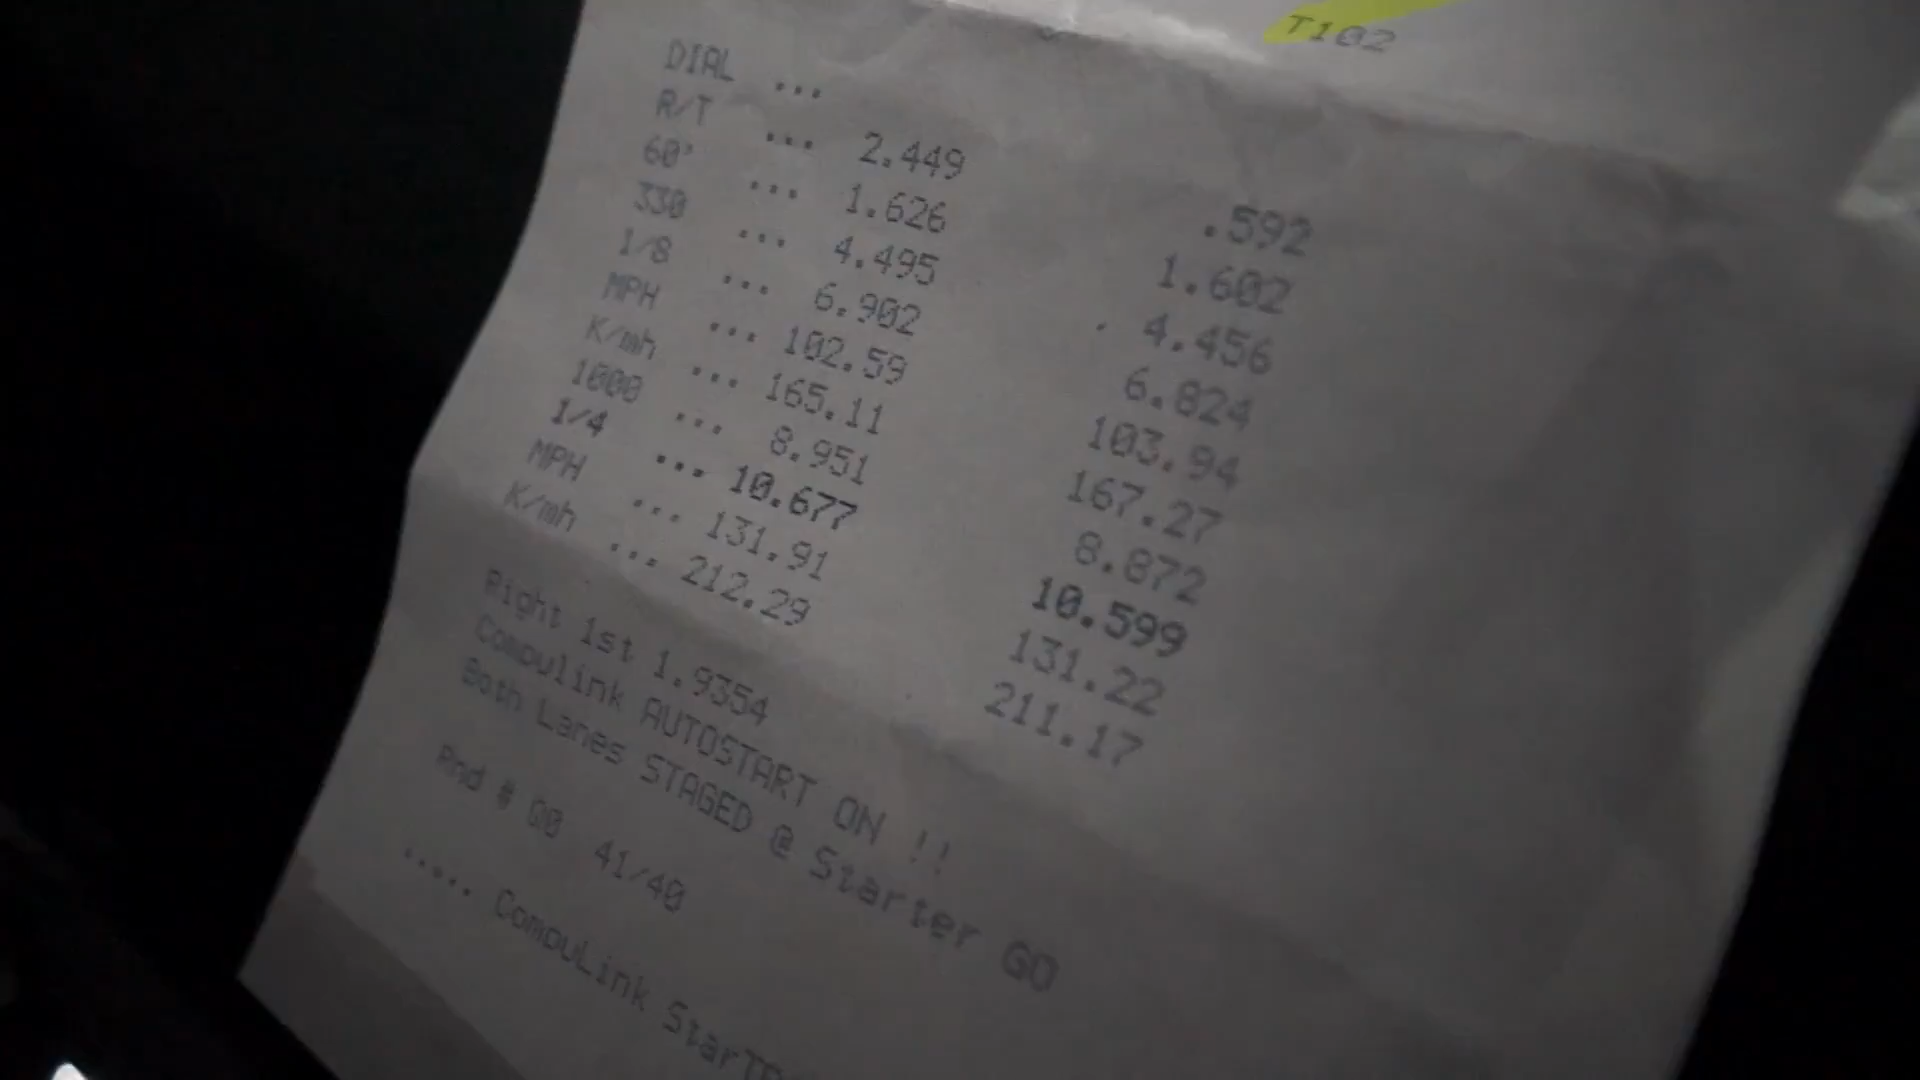 T102
DIAL ...
R/T ... 2.449 .592
60' ... 1.626 1.602
330 ... 4.495 4.456
1/8 ... 6.902 6.824
MPH ... 102.59 103.94
K/mh ... 165.11 167.27
1000 ... 8.951 8.872
1/4 ... 10.677 10.599
MPH ... 131.91 131.22
K/mh ... 212.29 211.17
Right 1st 1.9354
Compulink AUTOSTART ON !!
Both Lanes STAGED @ Starter GO
Rnd # Q0 41/40
..... CompuLink